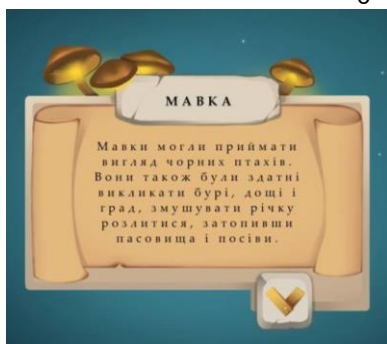 МАВКА
Мавки могли приймати
вигляд чорних птахів.
Вони також були здатні
викликати бурі, дощі і
град, змушувати річку
розлитися, затопивши
пасовища і посіви.